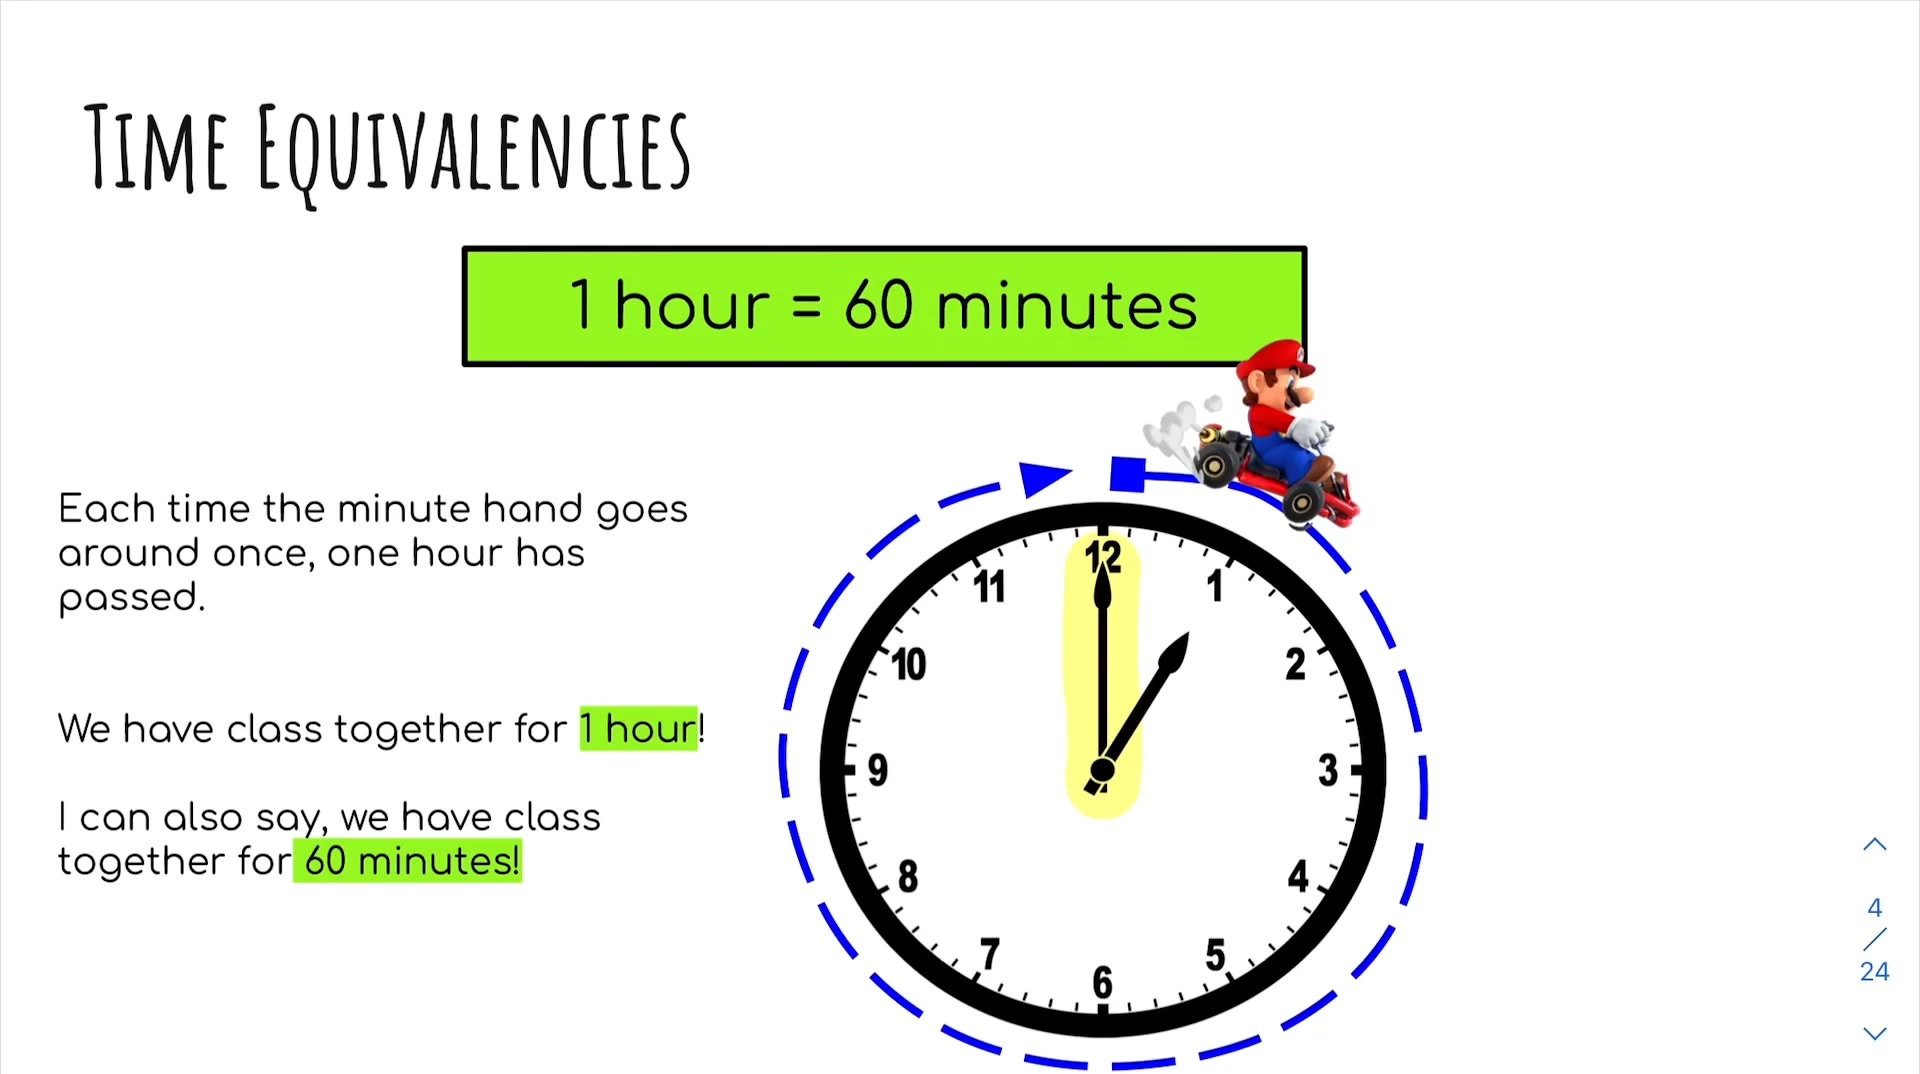 TIME EQUIVALENCIES
1 hour = 60 minutes
Each time the minute hand goes
around once, one hour has
passed.
We have class together for 1 hour!
I can also say, we have class
together for 60 minutes!
12
1
2
3
4
5
6
7
8
9
10
11
4
/
24